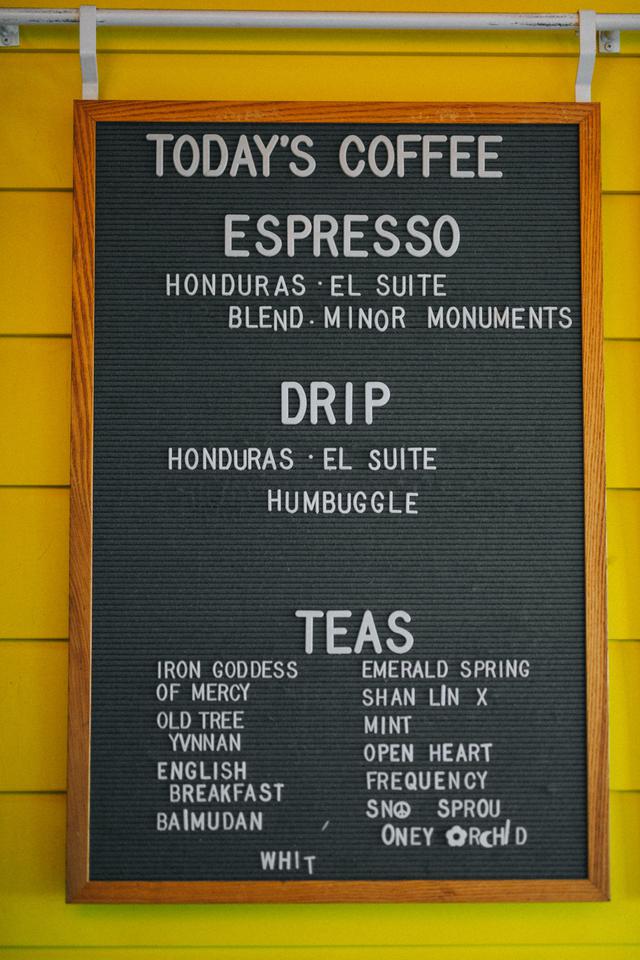 TODAY'S COFFEE
ESPRESSO
HONDURAS · EL SUITE
BLEND · MINOR MONUMENTS
DRIP
HONDURAS · EL SUITE
HUMBUGGLE
TEAS
IRON GODDESS
OF MERCY
OLD TREE
YVNNAN
ENGLISH
BREAKFAST
BAIMUDAN
WHIT
EMERALD SPRING
SHAN LIN X
MINT
OPEN HEART
FREQUENCY
SN☮ SPROU
ONEY ✿RCHID